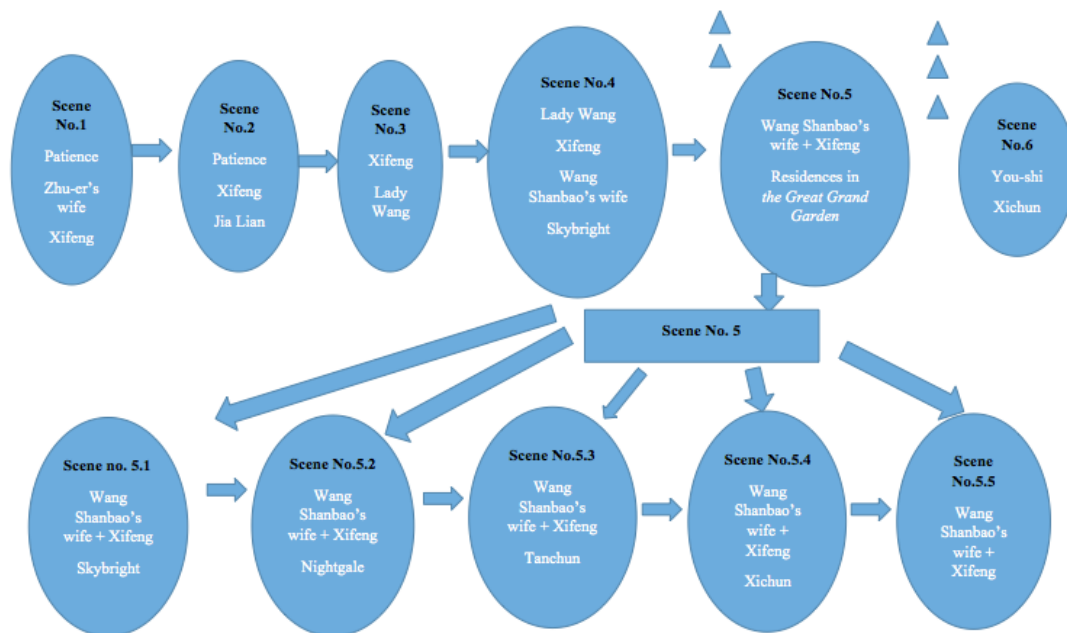 Scene
No.1
Patience
Zhu-er's
wife
Xifeng
Scene
No.2
Patience
Xifeng
Jia Lian
Scene
No.3
Xifeng
Lady
Wang
Scene No.4
Lady Wang
Xifeng
Wang
Shanbao's wife
Skybright
Scene No.5
Wang Shanbao's
wife + Xifeng
Residences in
the Great Grand
Garden
Scene
No.6
You-shi
Xichun
Scene No. 5
Scene no. 5.1
Wang
Shanbao's
wife + Xifeng
Skybright
Scene No.5.2
Wang
Shanbao's
wife + Xifeng
Nightgale
Scene No.5.3
Wang
Shanbao's
wife + Xifeng
Tanchun
Scene No.5.4
Wang
Shanbao's
wife +
Xifeng
Xichun
Scene
No.5.5
Wang
Shanbao's
wife +
Xifeng